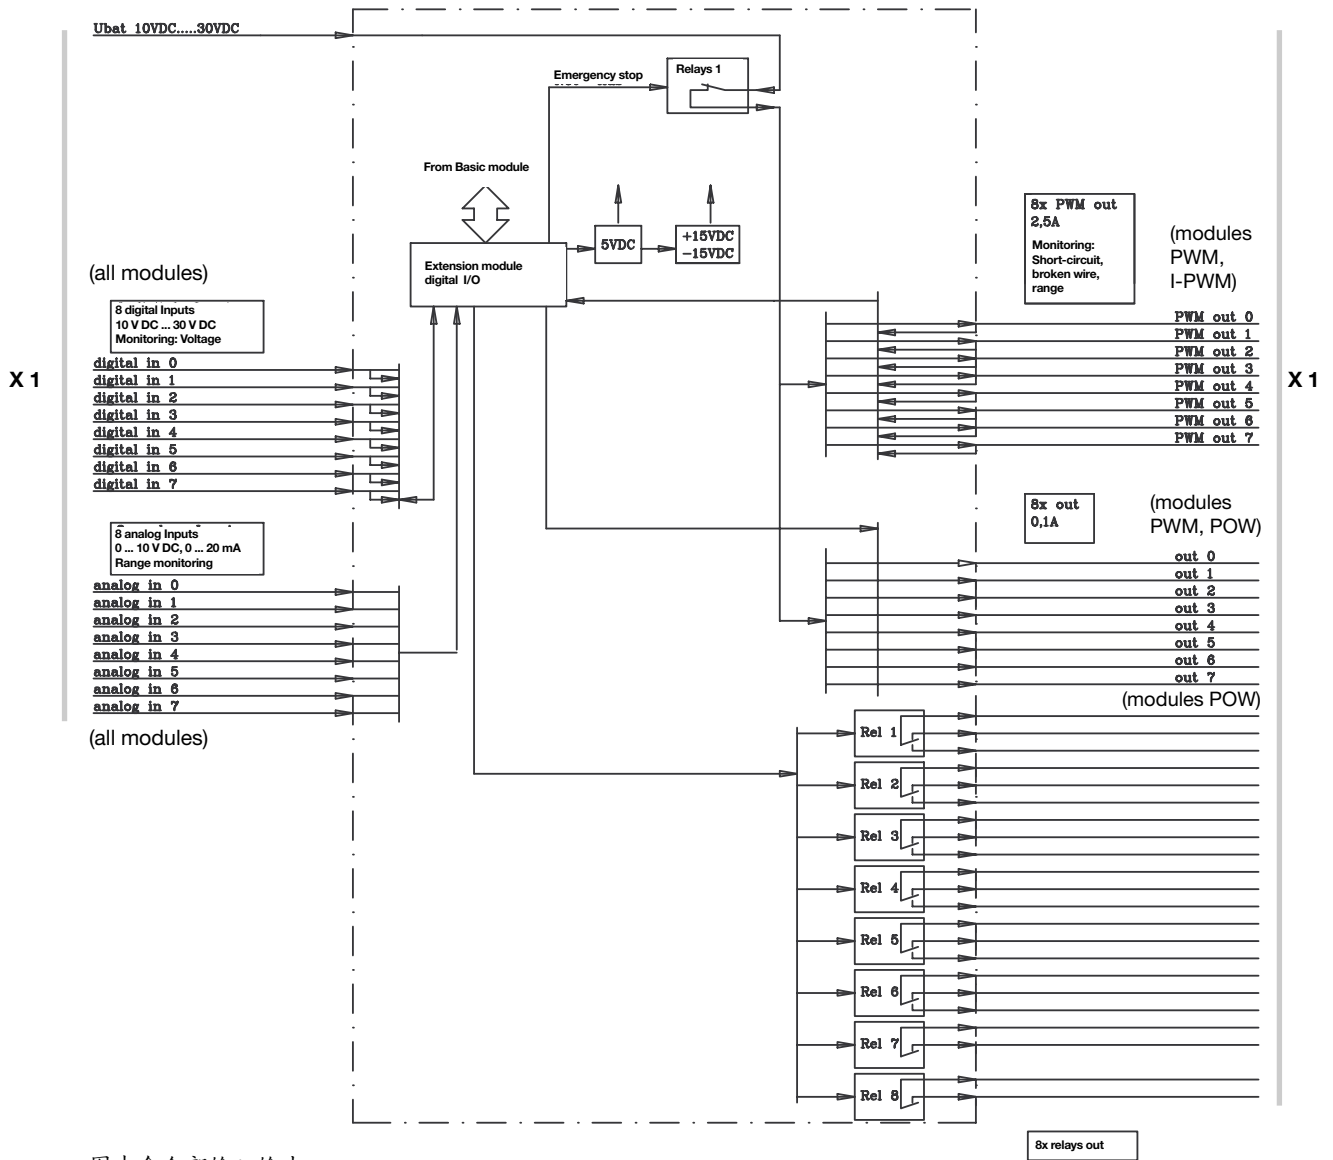 Ubat 10VDC.....30VDC
Emergency stop
Relays 1
From Basic module
5VDC
+15VDC
-15VDC
Extension module
digital I/O
8x PWM out
2,5A
Monitoring:
Short-circuit,
broken wire,
range
(modules
PWM,
I-PWM)
(all modules)
8 digital Inputs
10 V DC ... 30 V DC
Monitoring: Voltage
digital in 0
digital in 1
digital in 2
digital in 3
digital in 4
digital in 5
digital in 6
digital in 7
X 1
PWM out 0
PWM out 1
PWM out 2
PWM out 3
PWM out 4
PWM out 5
PWM out 6
PWM out 7
X 1
8 analog Inputs
0 ... 10 V DC, 0 ... 20 mA
Range monitoring
analog in 0
analog in 1
analog in 2
analog in 3
analog in 4
analog in 5
analog in 6
analog in 7
(all modules)
8x out
0,1A
(modules
PWM, POW)
out 0
out 1
out 2
out 3
out 4
out 5
out 6
out 7
(modules POW)
Rel 1
Rel 2
Rel 3
Rel 4
Rel 5
Rel 6
Rel 7
Rel 8
8x relays out